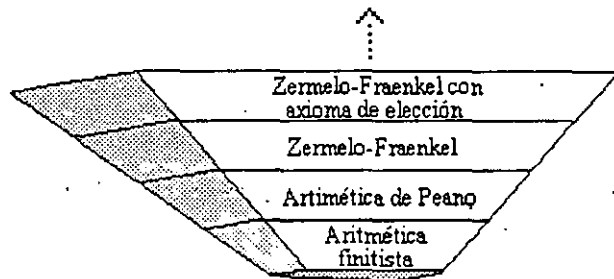 Zermelo-Fraenkel con
axioma de elección
Zermelo-Fraenkel
Artimética de Peano
Aritmética
finitista